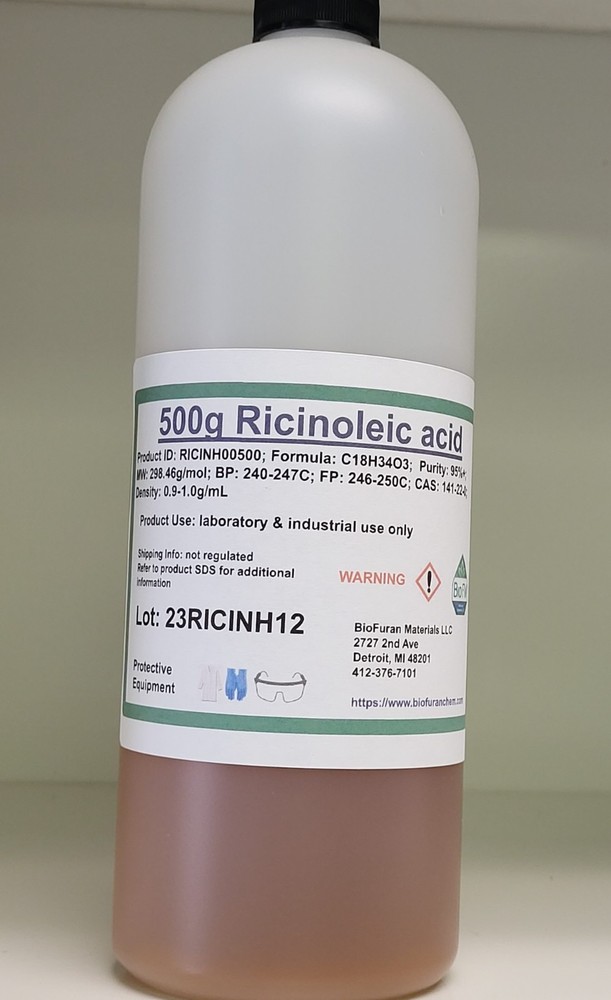 500g Ricinoleic acid
Product ID: RICINH00500; Formula: C18H34O3; Purity: 95%+;
MW: 298.46g/mol; BP: 240-247C; FP: 246-250C; CAS: 141-22-
Density: 0.9-1.0g/mL
Product Use: laboratory & industrial use only
Shipping Info: not regulated
Refer to product SDS for additional
information
WARNING
Lot: 23RICINH12
BioFuran Materials LLC
2727 2nd Ave
Detroit, MI 48201
412-376-7101
Protective
Equipment
https://www.biofuranchem.com